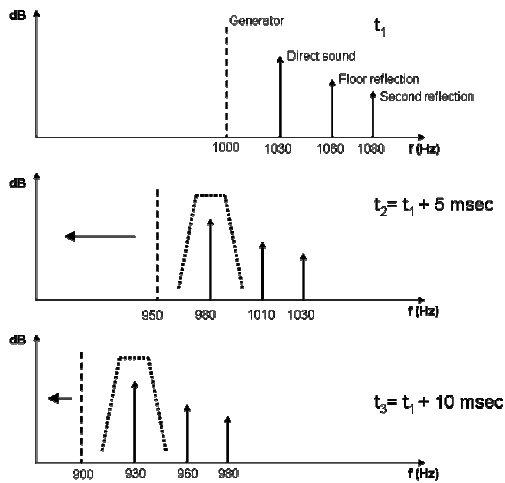 dB
Generator
t1
Direct sound
Floor reflection
Second reflection
1000 1030 1060 1080
f (Hz)
dB
t2= t1 + 5 msec
950 980 1010 1030
f (Hz)
dB
t3= t1 + 10 msec
900 930 960 980
f (Hz)